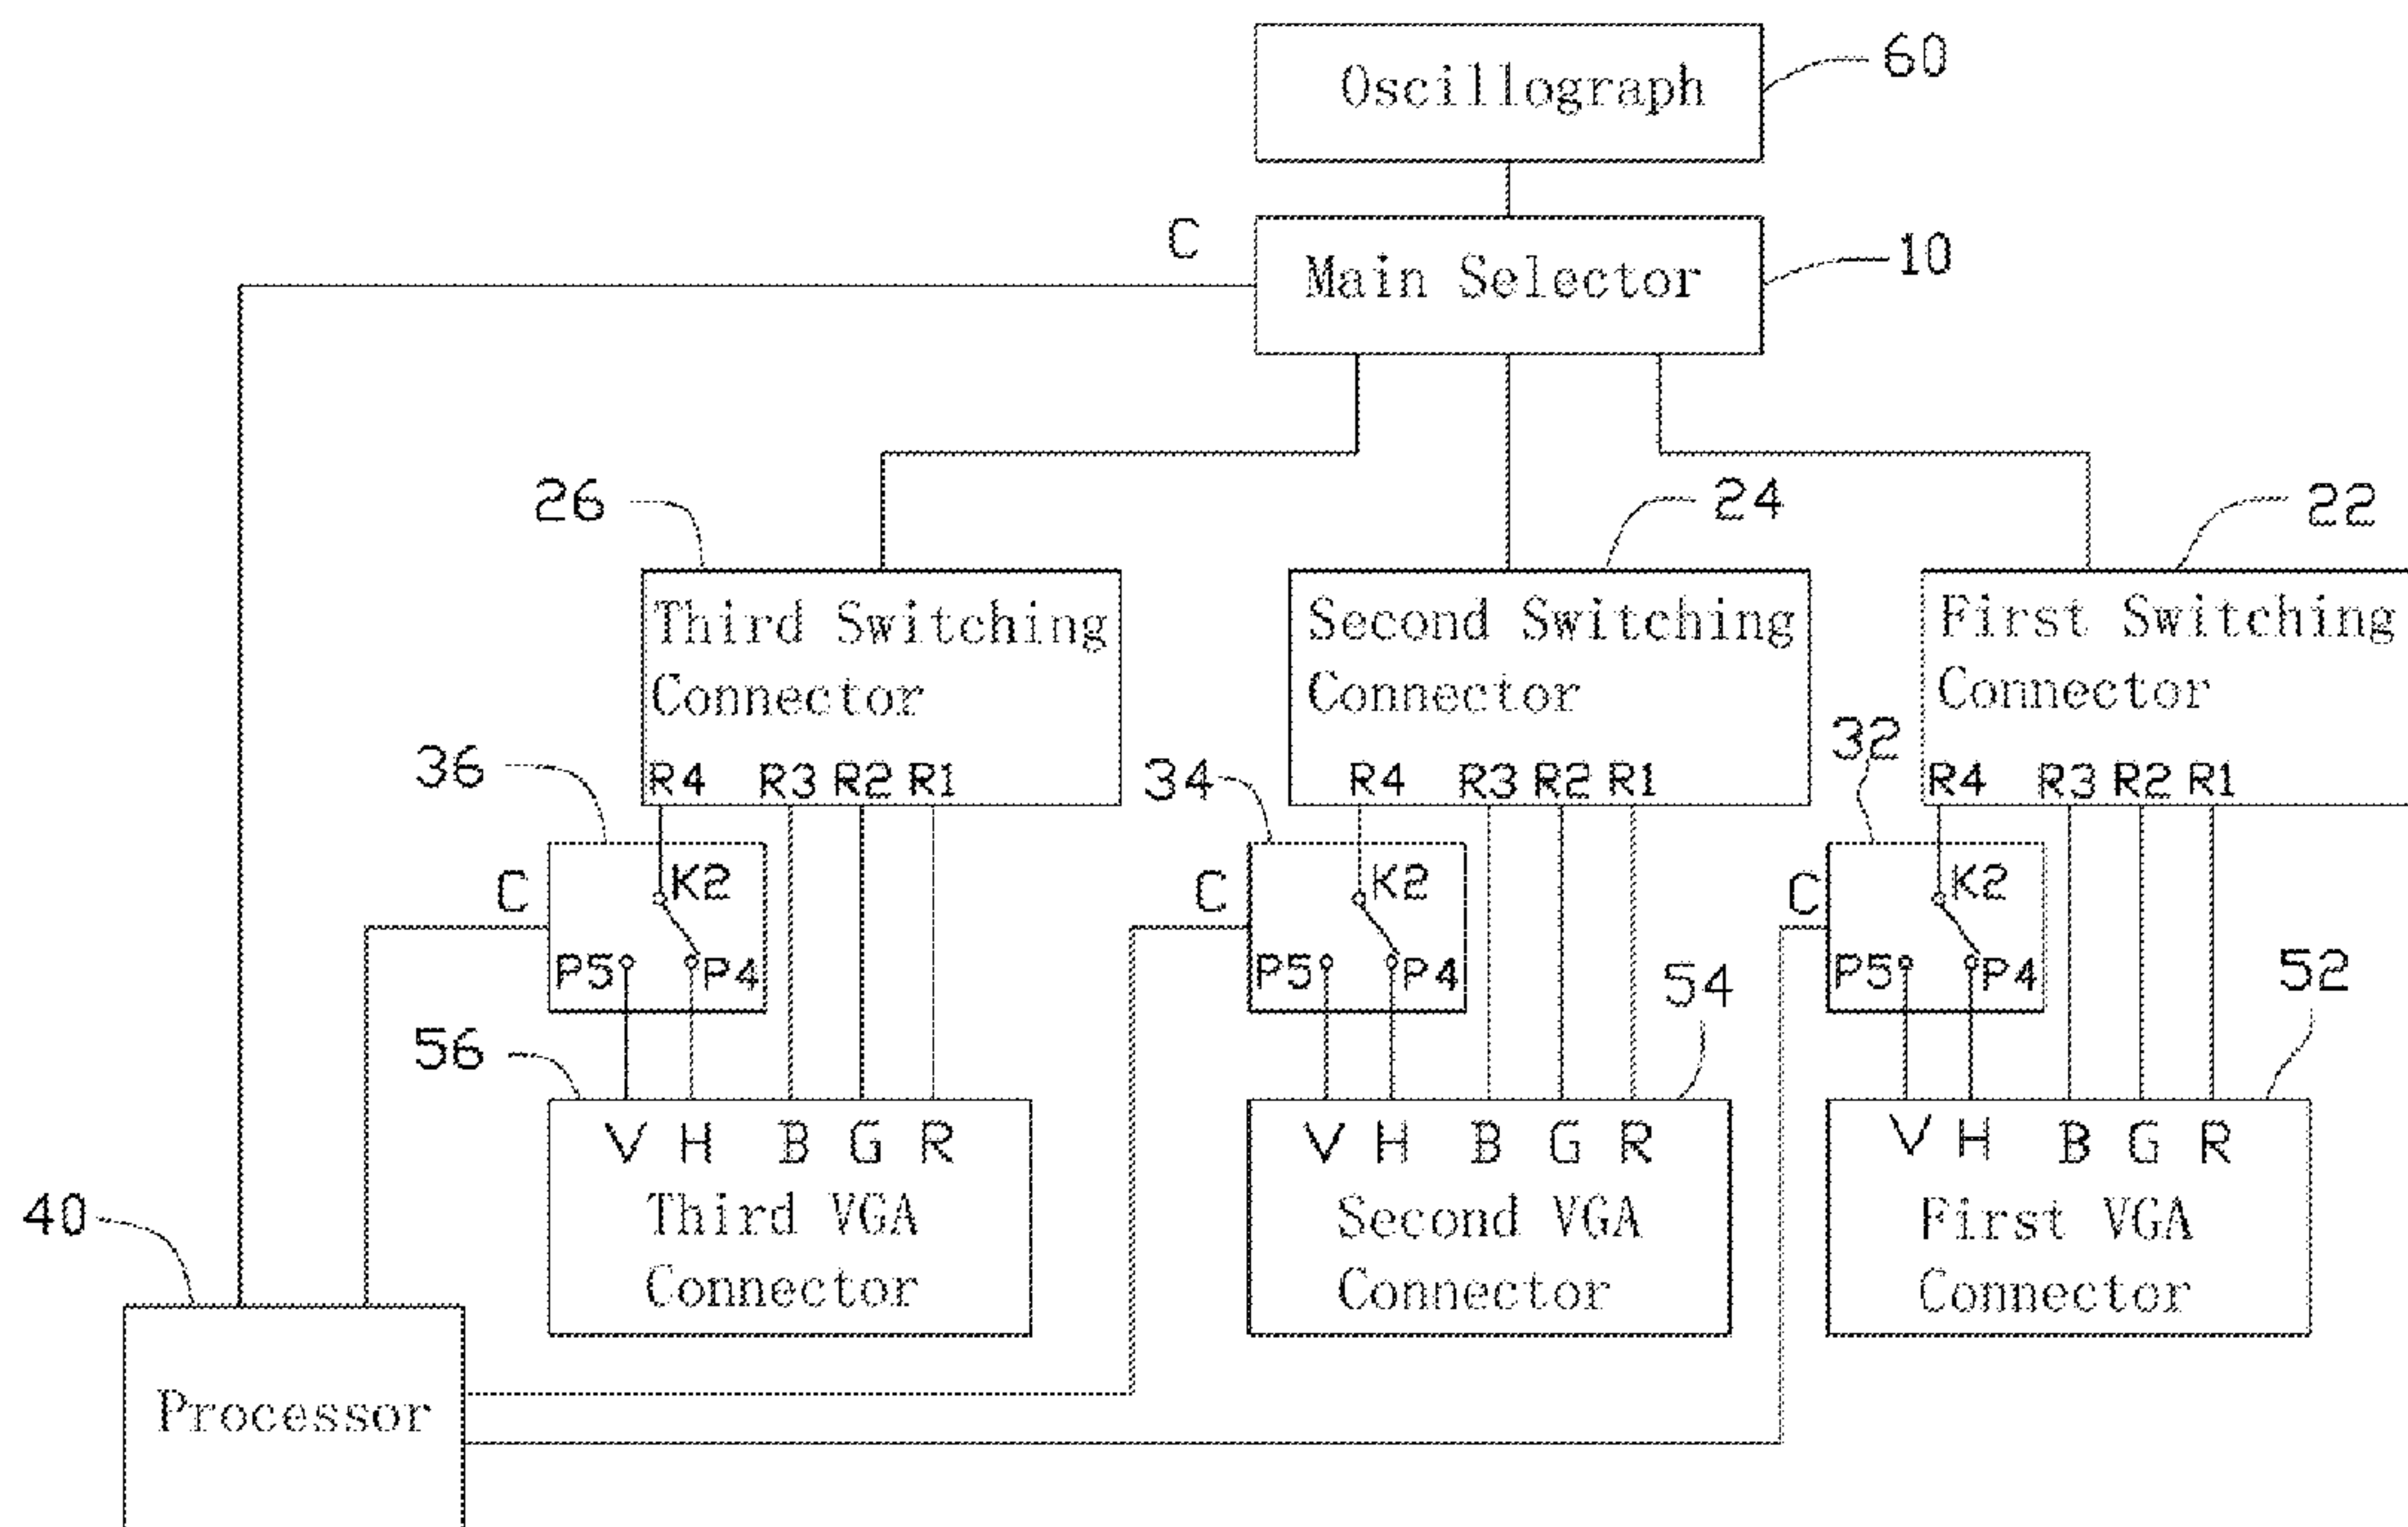 Oscillograph
60
C
Main Selector
10
26
24
22
Third Switching
Connector
Second Switching
Connector
First Switching
Connector
36
R4 R3 R2 R1
34
R4 R3 R2 R1
32
R4 R3 R2 R1
C
K2
P5
P4
C
K2
P5
P4
C
K2
P5
P4
56
54
52
V H B G R
Third VGA
Connector
V H B G R
Second VGA
Connector
V H B G R
First VGA
Connector
40
Processor